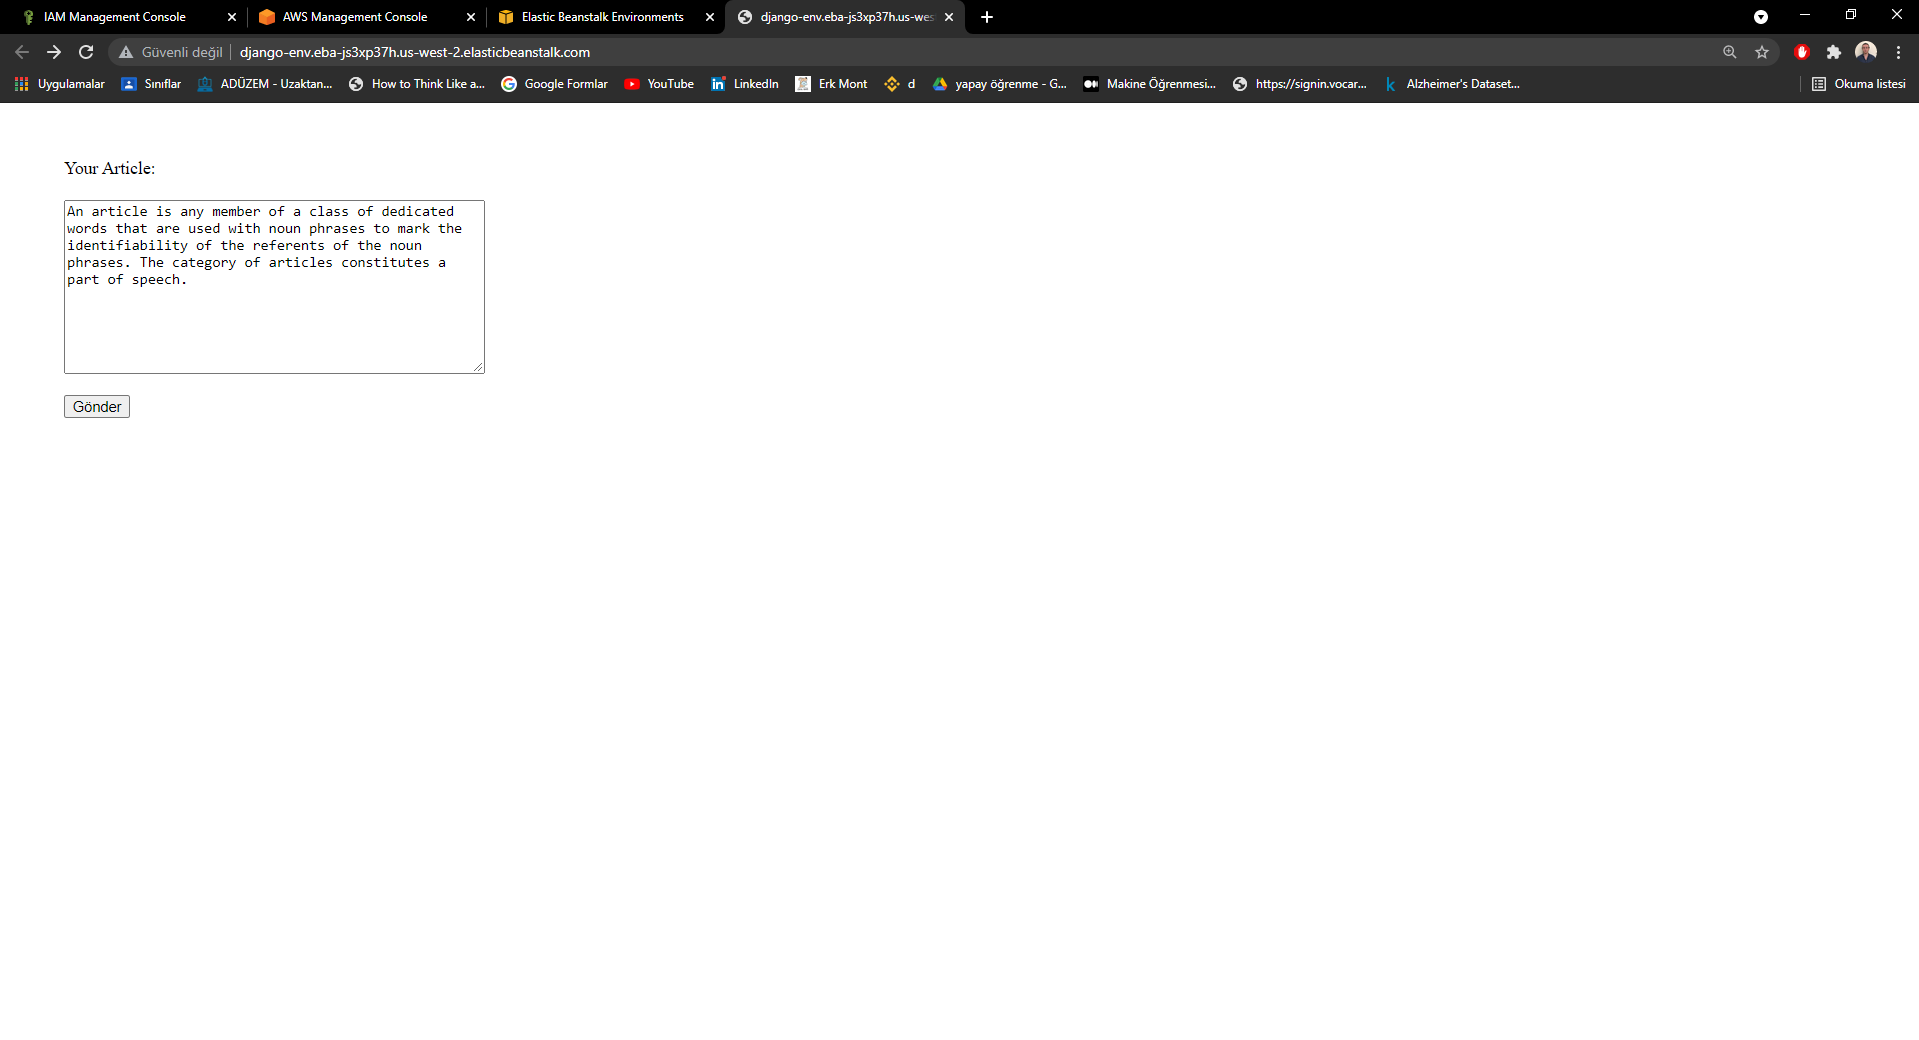 IAM Management Console
AWS Management Console
Elastic Beanstalk Environments
django-env.eba-js3xp37h.us-wes
Güvenli değil
django-env.eba-js3xp37h.us-west-2.elasticbeanstalk.com
Uygulamalar
Sınıflar
ADÜZEM - Uzaktan...
How to Think Like a...
Google Formlar
YouTube
LinkedIn
Erk Mont
d
yapay öğrenme - G...
Makine Öğrenmesi...
https://signin.vocar...
Alzheimer's Dataset...
Okuma listesi
Your Article:
An article is any member of a class of dedicated
words that are used with noun phrases to mark the
identifiability of the referents of the noun
phrases. The category of articles constitutes a
part of speech.
Gönder